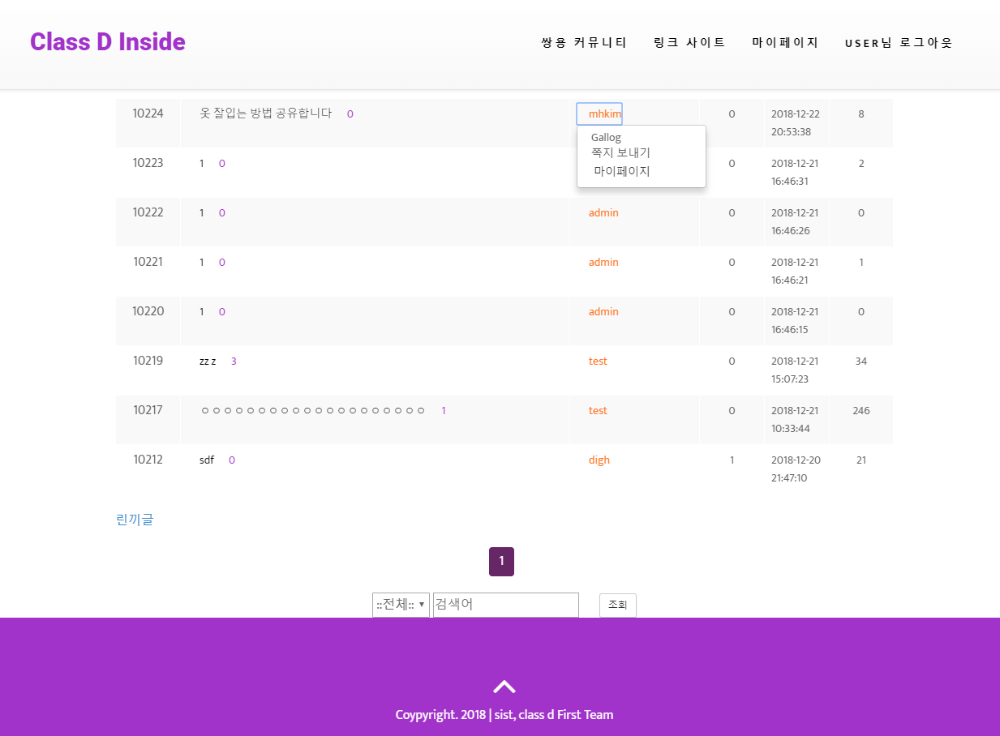 Class D Inside
쌍용 커뮤니티 링크 사이트 마이페이지 USER님 로그아웃
10224 옷 잘입는 방법 공유합니다 0 mhkim 0 2018-12-22 8
20:53:38
Gallog
쪽지 보내기
마이페이지
10223 1 0 0 2018-12-21 2
16:46:31
10222 1 0 admin 0 2018-12-21 0
16:46:26
10221 1 0 admin 0 2018-12-21 1
16:46:21
10220 1 0 admin 0 2018-12-21 0
16:46:15
10219 zz z 3 test 0 2018-12-21 34
15:07:23
10217 ㅇㅇㅇㅇㅇㅇㅇㅇㅇㅇㅇㅇㅇㅇㅇㅇㅇㅇㅇㅇ 1 test 0 2018-12-21 246
10:33:44
10212 sdf 0 digh 1 2018-12-20 21
21:47:10
린끼글
1
::전체:: 검색어 조회
Coypyright. 2018 | sist, class d First Team